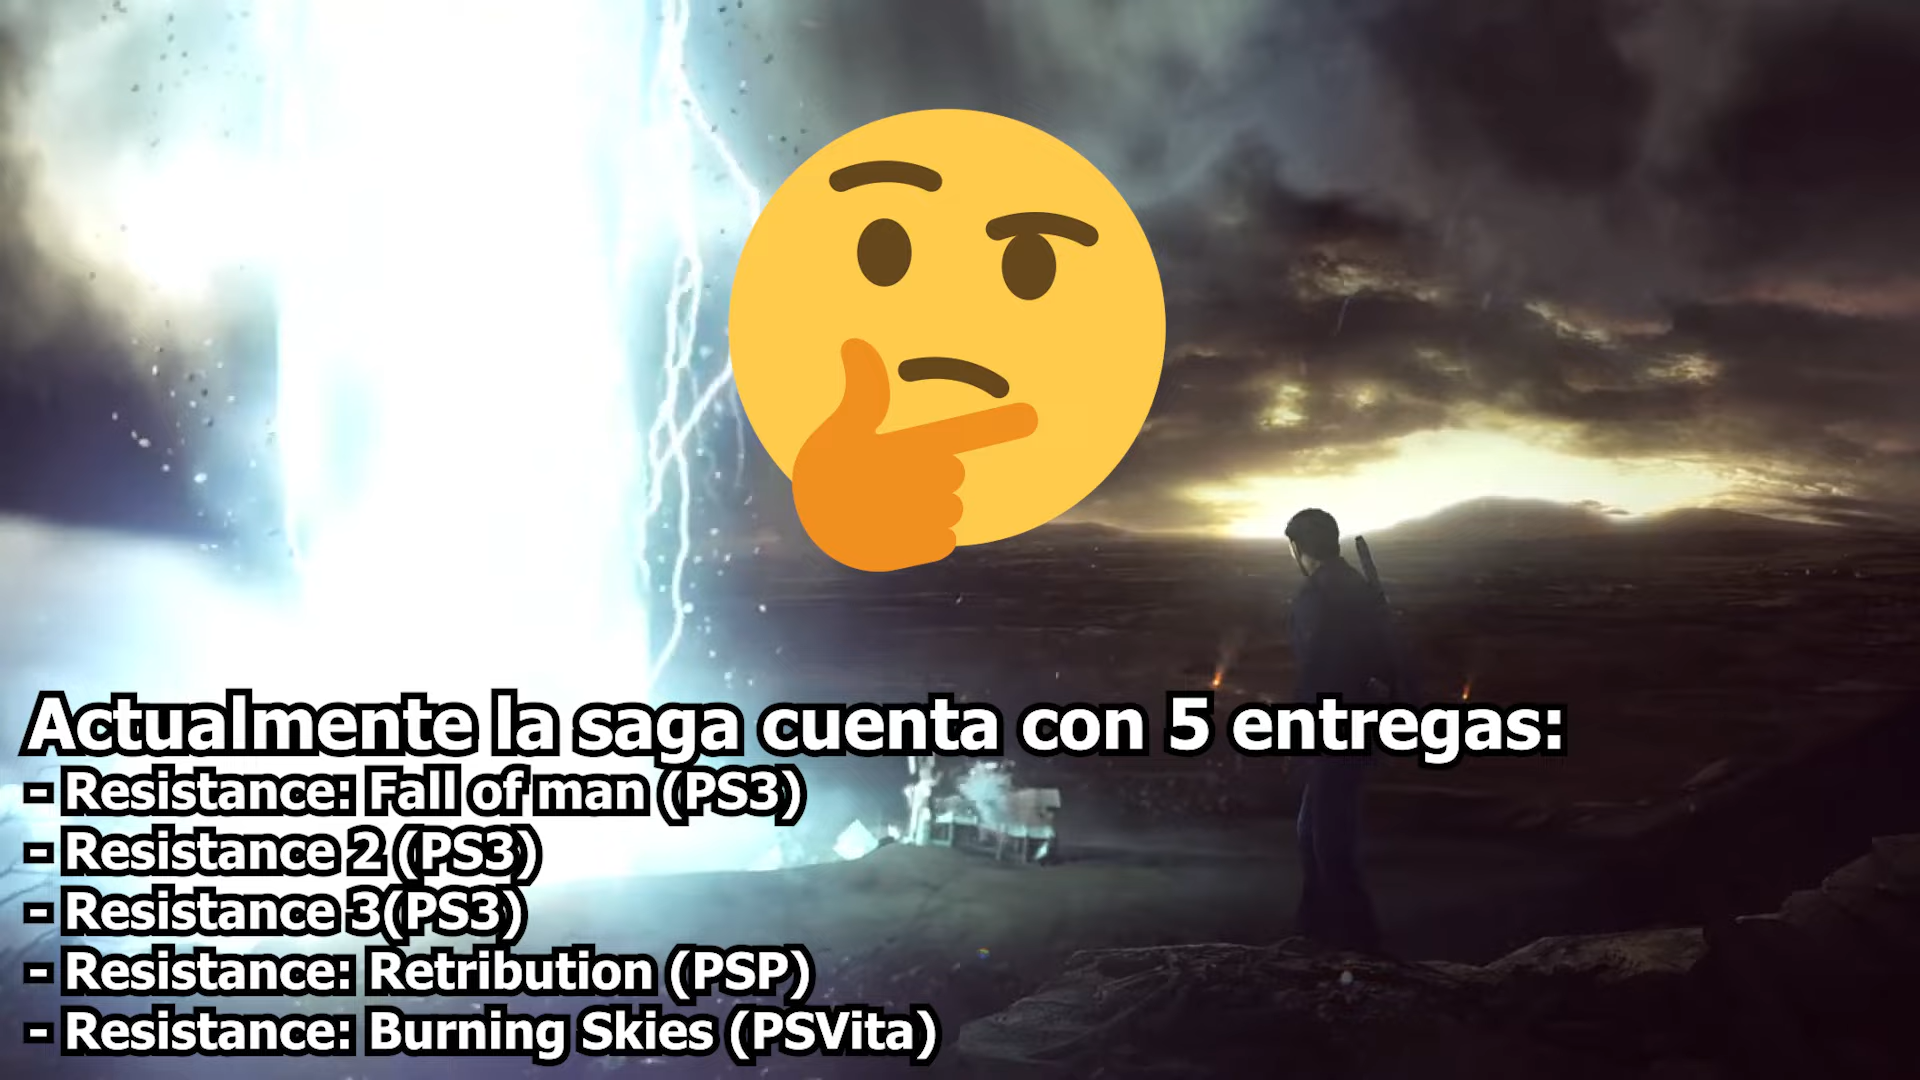 Actualmente la saga cuenta con 5 entregas:
- Resistance: Fall of man (PS3)
- Resistance 2 (PS3)
- Resistance 3(PS3)
- Resistance: Retribution (PSP)
- Resistance: Burning Skies (PSVita)